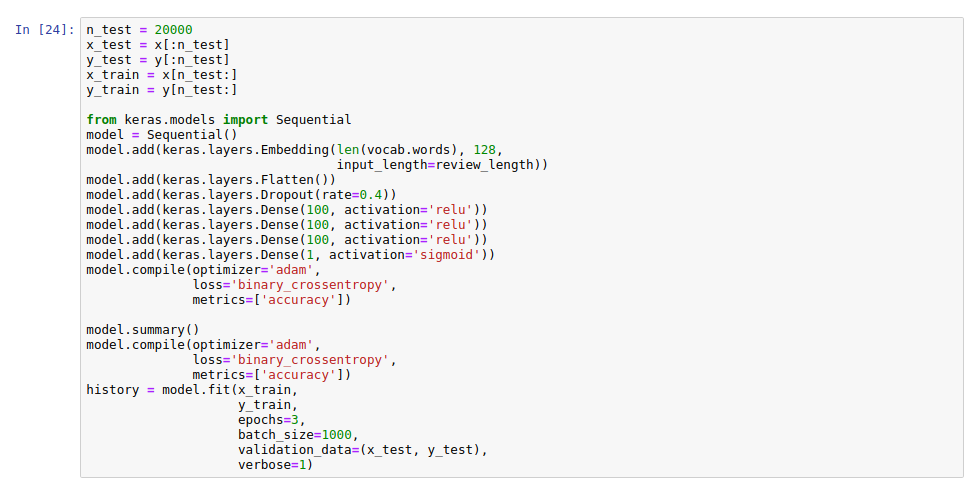 In [24]: n_test = 20000
x_test = x[:n_test]
y_test = y[:n_test]
x_train = x[n_test:]
y_train = y[n_test:]

from keras.models import Sequential
model = Sequential()
model.add(keras.layers.Embedding(len(vocab.words), 128,
                                 input_length=review_length))
model.add(keras.layers.Flatten())
model.add(keras.layers.Dropout(rate=0.4))
model.add(keras.layers.Dense(100, activation='relu'))
model.add(keras.layers.Dense(100, activation='relu'))
model.add(keras.layers.Dense(100, activation='relu'))
model.add(keras.layers.Dense(1, activation='sigmoid'))
model.compile(optimizer='adam',
              loss='binary_crossentropy',
              metrics=['accuracy'])

model.summary()
model.compile(optimizer='adam',
              loss='binary_crossentropy',
              metrics=['accuracy'])
history = model.fit(x_train,
                    y_train,
                    epochs=3,
                    batch_size=1000,
                    validation_data=(x_test, y_test),
                    verbose=1)